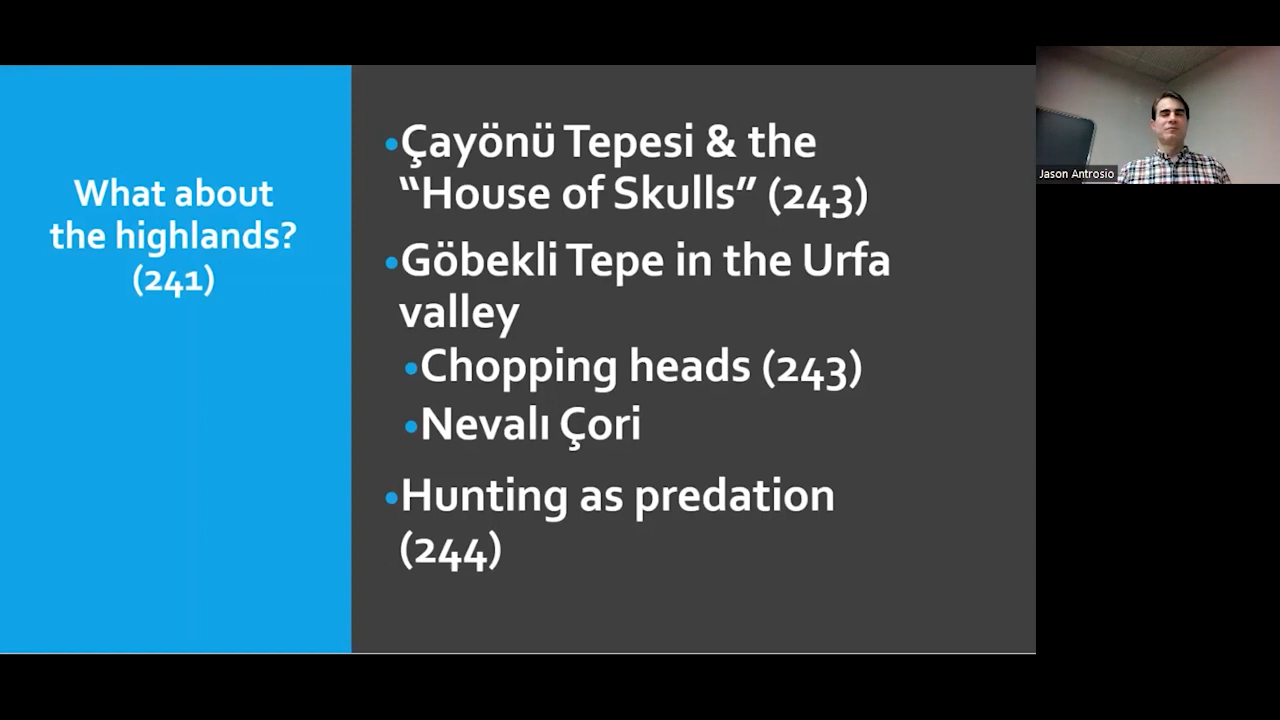 What about
the highlands?
(241)
•Çayönü Tepesi & the
“House of Skulls” (243)
•Göbekli Tepe in the Urfa
valley
•Chopping heads (243)
•Nevalı Çori
•Hunting as predation
(244)
Jason Antrosio